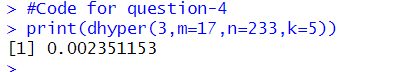 > #Code for question-4
> print(dhyper(3,m=17,n=233,k=5))
[1] 0.002351153
>